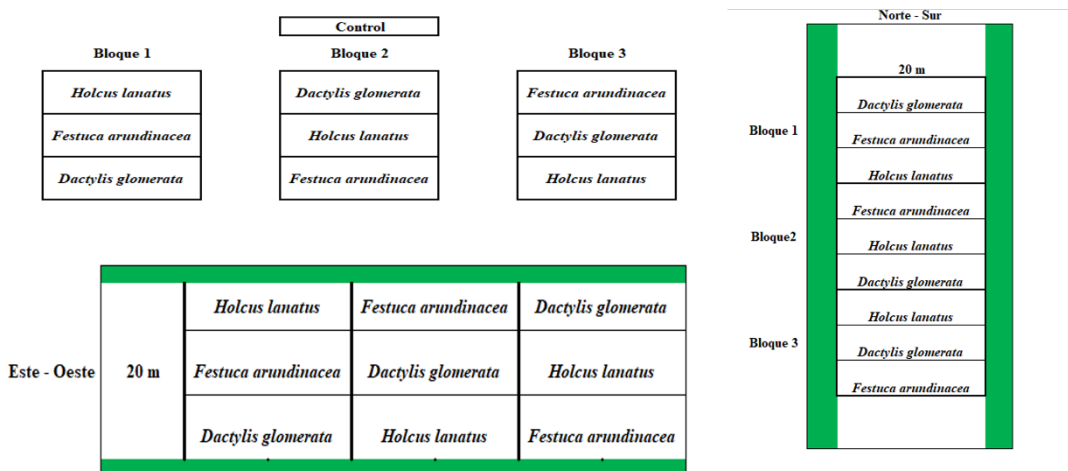 Control
Bloque 1 Bloque 2 Bloque 3
Holcus lanatus Dactylis glomerata Festuca arundinacea
Festuca arundinacea Holcus lanatus Dactylis glomerata
Dactylis glomerata Festuca arundinacea Holcus lanatus
Holcus lanatus Festuca arundinacea Dactylis glomerata
Este - Oeste 20 m Festuca arundinacea Dactylis glomerata Holcus lanatus
Dactylis glomerata Holcus lanatus Festuca arundinacea
Norte - Sur
20 m
Dactylis glomerata
Bloque 1 Festuca arundinacea
Holcus lanatus
Festuca arundinacea
Bloque2 Holcus lanatus
Dactylis glomerata
Holcus lanatus
Bloque 3 Dactylis glomerata
Festuca arundinacea